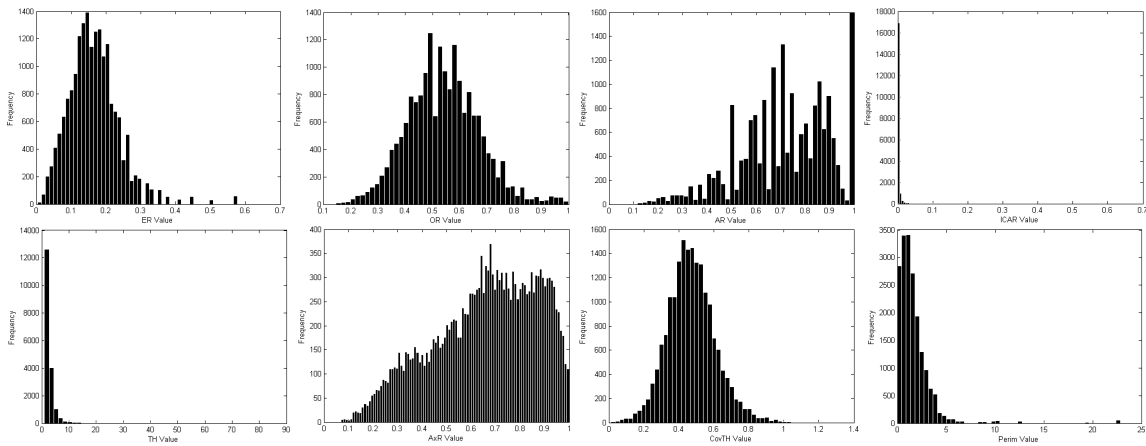 1400
1200
1000
800
600
400
200
0
Frequency
0 0.1 0.2 0.3 0.4 0.5 0.6 0.7
ER Value
1400
1200
1000
800
600
400
200
0
Frequency
0.1 0.2 0.3 0.4 0.5 0.6 0.7 0.8 0.9 1
OR Value
1600
1400
1200
1000
800
600
400
200
0
Frequency
0 0.1 0.2 0.3 0.4 0.5 0.6 0.7 0.8 0.9 1
AR Value
18000
16000
14000
12000
10000
8000
6000
4000
2000
0
Frequency
0 0.1 0.2 0.3 0.4 0.5 0.6 0.7
ICAR Value
14000
12000
10000
8000
6000
4000
2000
0
Frequency
0 10 20 30 40 50 60 70 80 90
TH Value
400
350
300
250
200
150
100
50
0
Frequency
0 0.1 0.2 0.3 0.4 0.5 0.6 0.7 0.8 0.9 1
AxR Value
1600
1400
1200
1000
800
600
400
200
0
Frequency
0 0.2 0.4 0.6 0.8 1 1.2 1.4
CovTH Value
3500
3000
2500
2000
1500
1000
500
0
Frequency
0 5 10 15 20 25
Perim Value